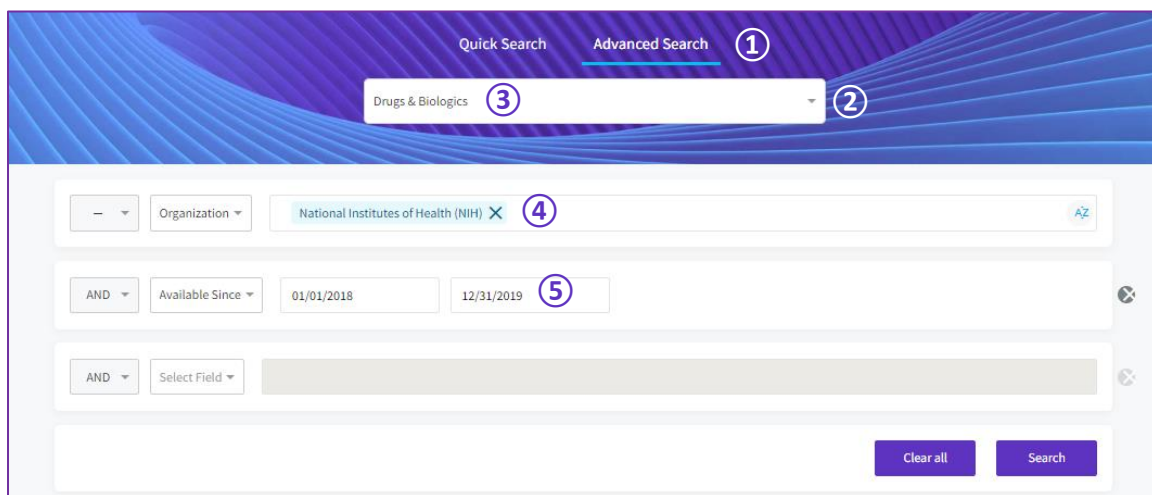 Quick Search Advanced Search ①
Drugs & Biologics ③ ②
– Organization National Institutes of Health (NIH) X ④ AZ
AND Available Since 01/01/2018 12/31/2019 ⑤
AND Select Field
Clear all Search